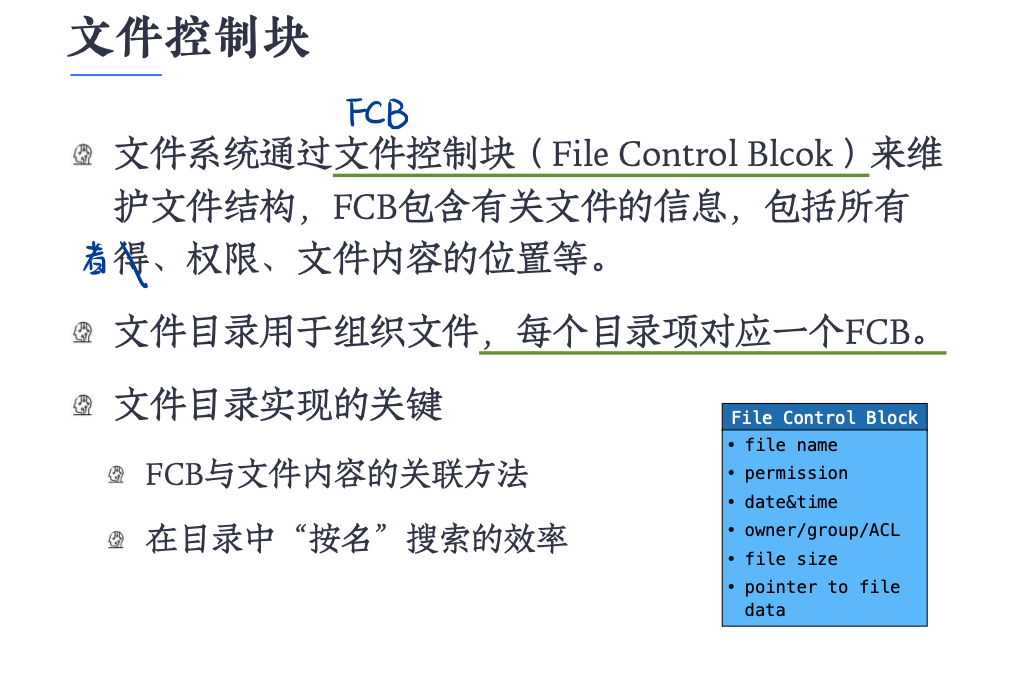 文件控制块
FCB
文件系统通过文件控制块（File Control Blcok）来维
护文件结构，FCB包含有关文件的信息，包括所有
者得、权限、文件内容的位置等。
文件目录用于组织文件，每个目录项对应一个FCB。
文件目录实现的关键
FCB与文件内容的关联方法
在目录中“按名”搜索的效率
File Control Block
• file name
• permission
• date&time
• owner/group/ACL
• file size
• pointer to file
data